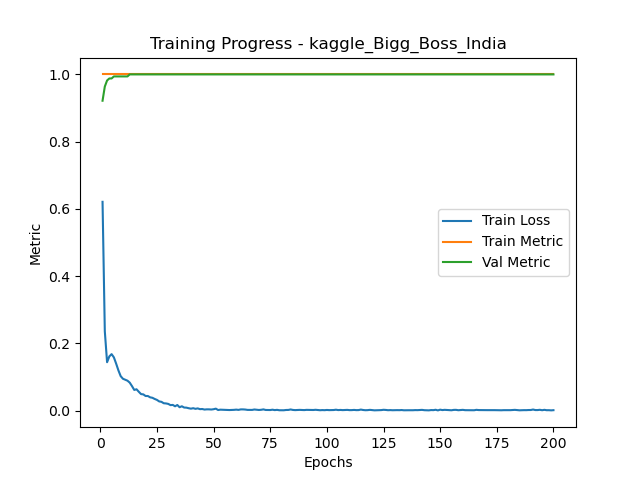 Training Progress - kaggle_Bigg_Boss_India
1.0
0.8
0.6
0.4
0.2
0.0
Metric
Train Loss
Train Metric
Val Metric
0 25 50 75 100 125 150 175 200
Epochs